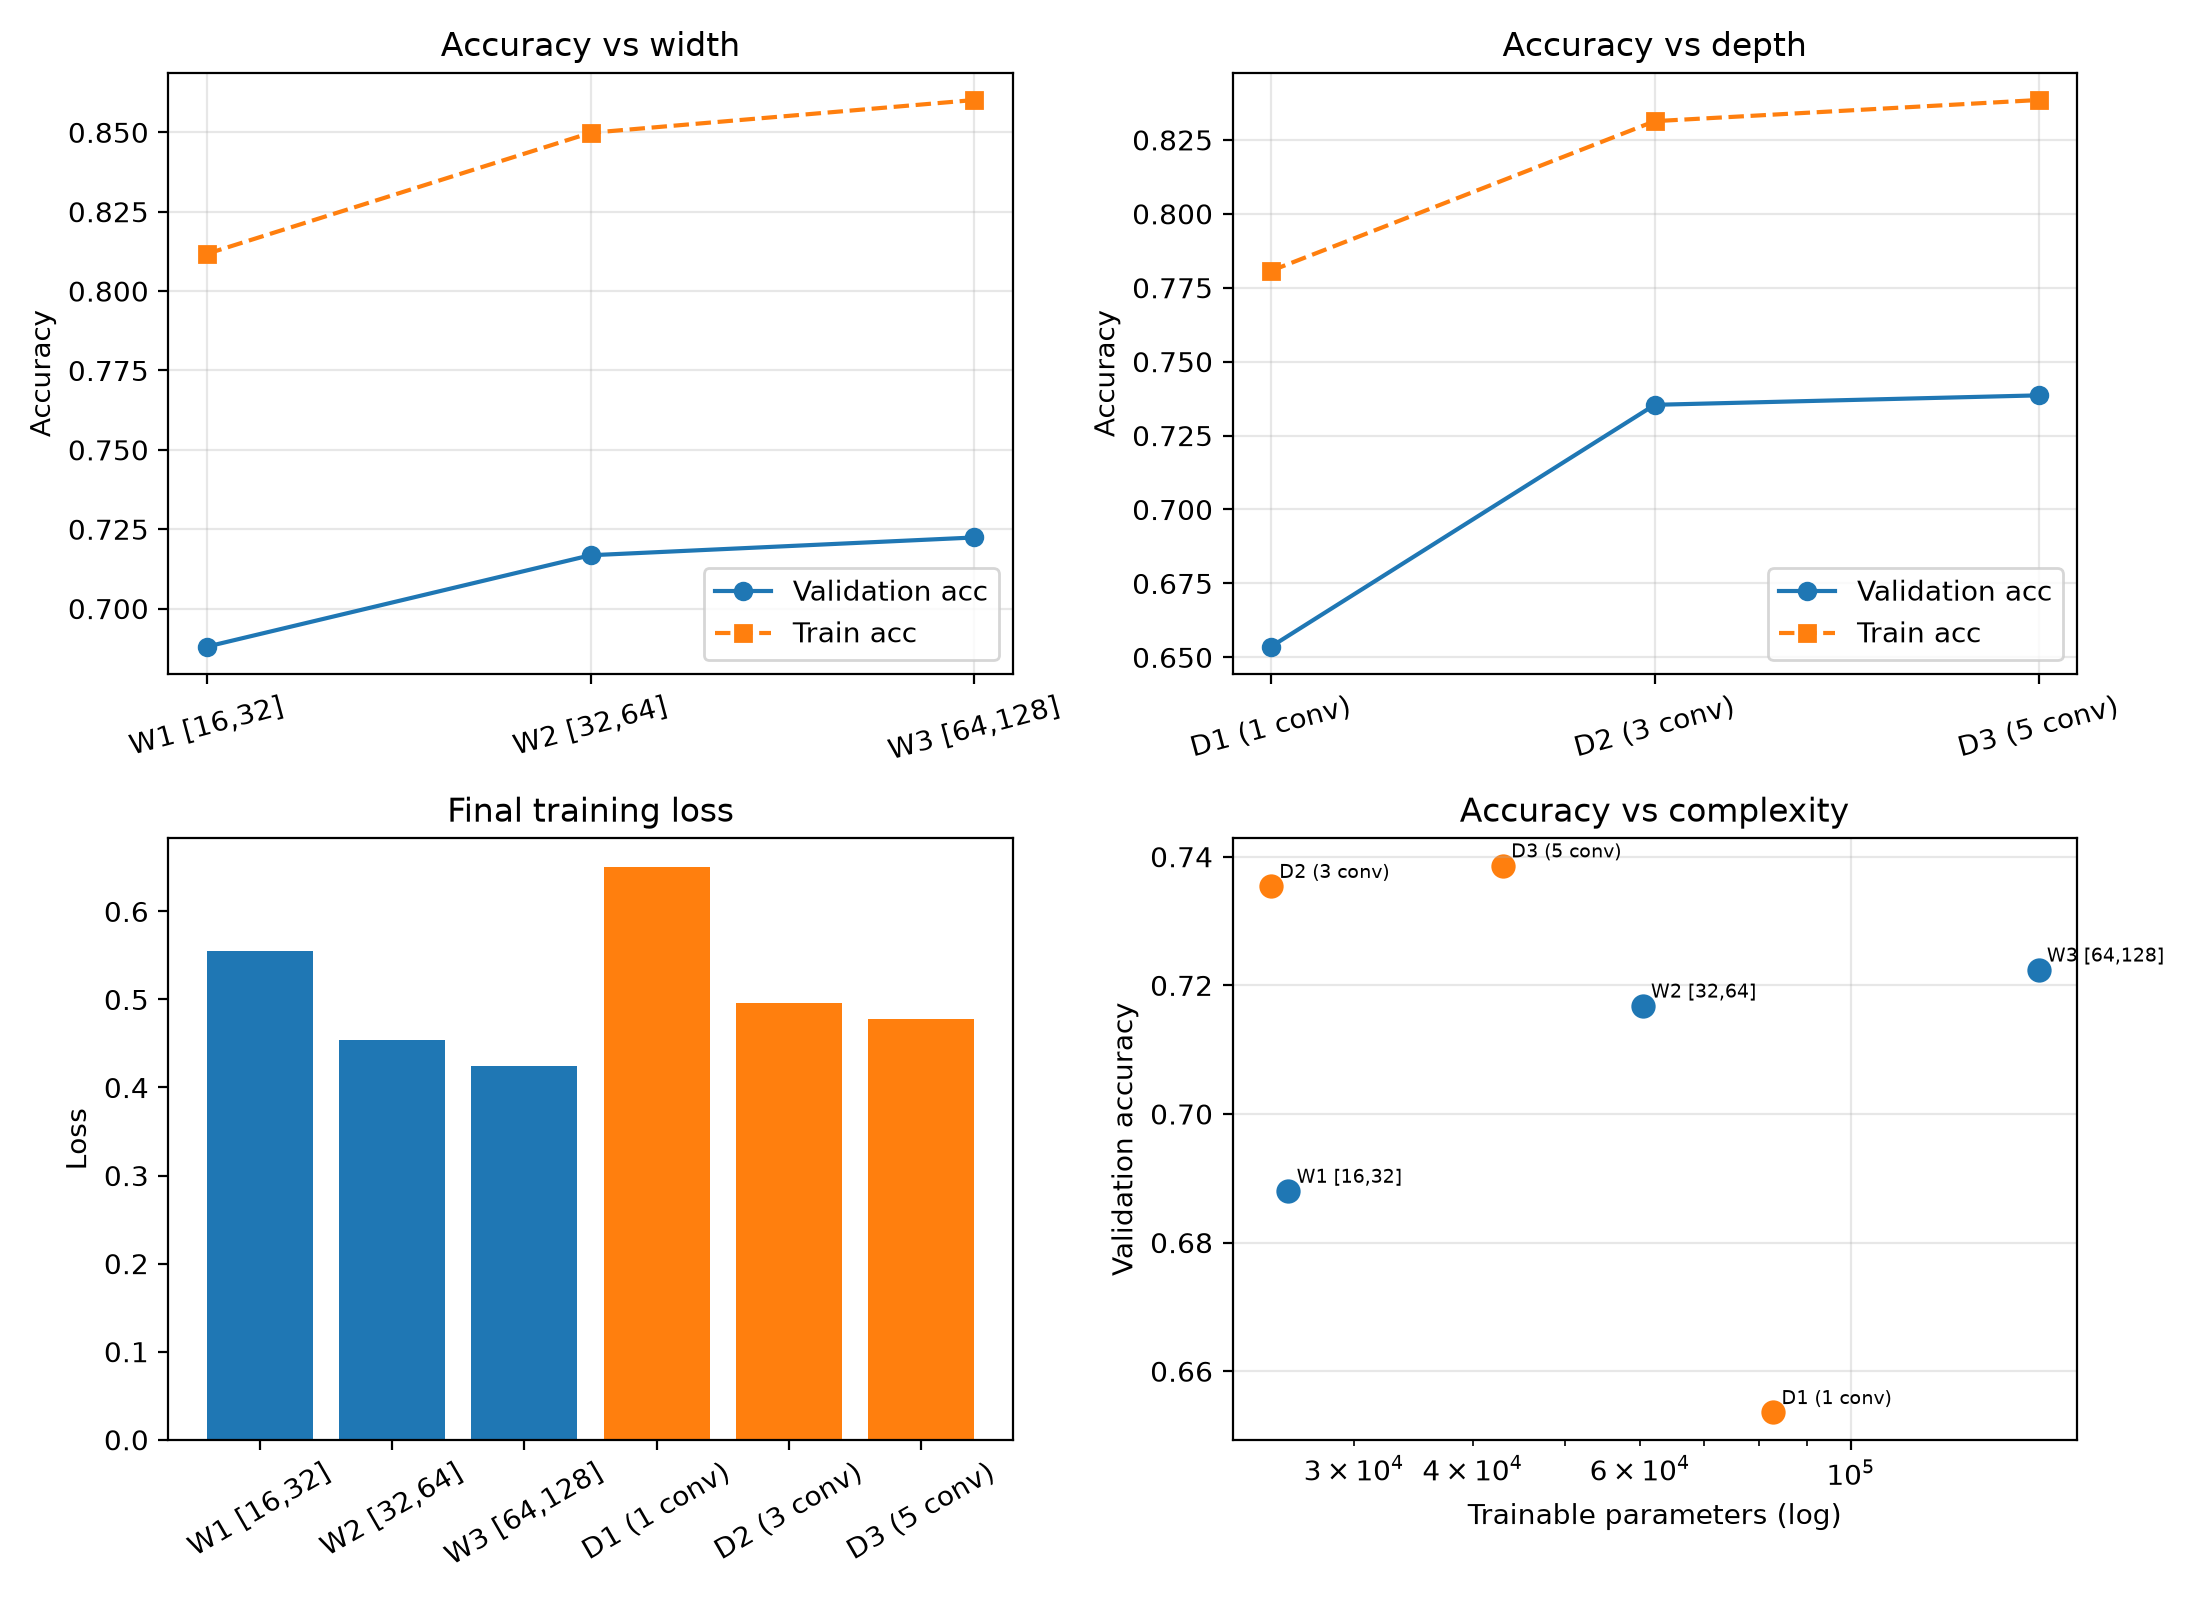 Accuracy vs width
Accuracy
0.850
0.825
0.800
0.775
0.750
0.725
0.700
Validation acc
Train acc
W1 [16,32]
W2 [32,64]
W3 [64,128]
Accuracy vs depth
Accuracy
0.825
0.800
0.775
0.750
0.725
0.700
0.675
0.650
Validation acc
Train acc
D1 (1 conv)
D2 (3 conv)
D3 (5 conv)
Final training loss
Loss
0.6
0.5
0.4
0.3
0.2
0.1
0.0
W1 [16,32]
W2 [32,64]
W3 [64,128]
D1 (1 conv)
D2 (3 conv)
D3 (5 conv)
Accuracy vs complexity
Validation accuracy
0.74
0.72
0.70
0.68
0.66
D3 (5 conv)
D2 (3 conv)
W3 [64,128]
W2 [32,64]
W1 [16,32]
D1 (1 conv)
3 × 10⁴
4 × 10⁴
6 × 10⁴
10⁵
Trainable parameters (log)